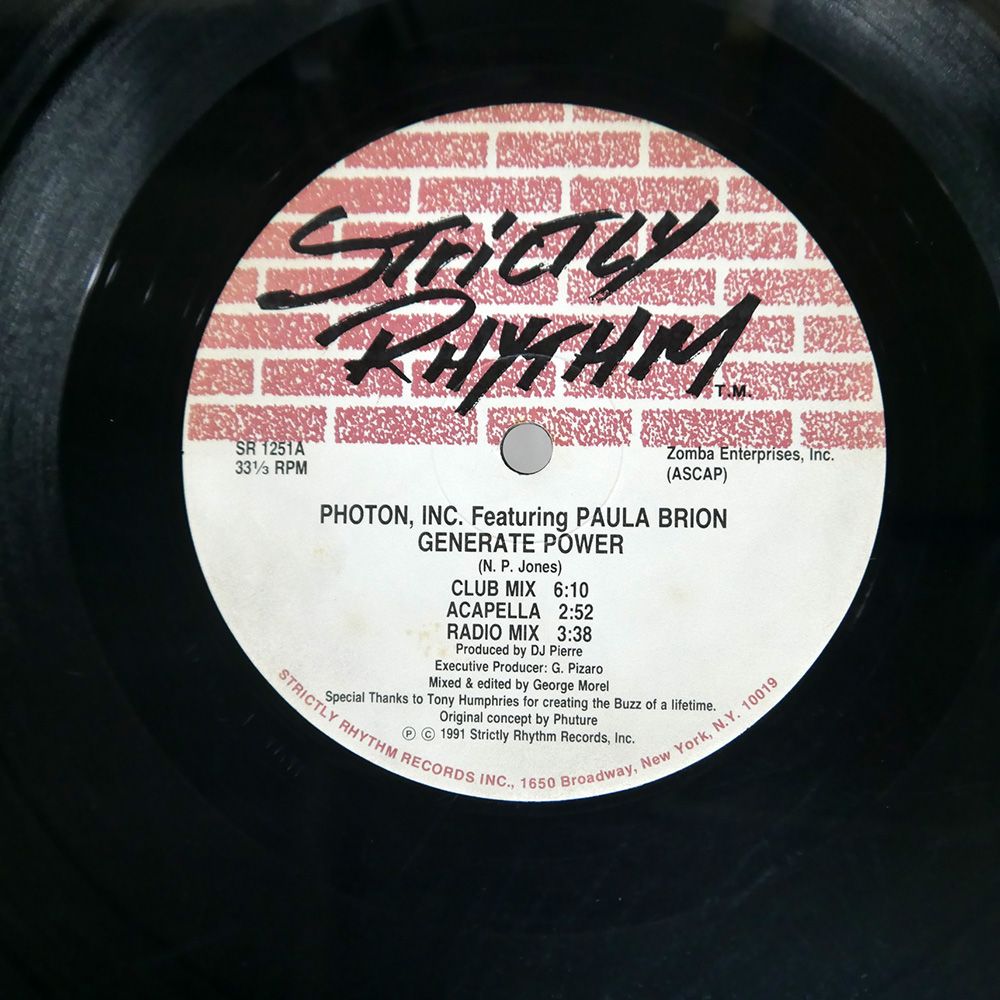 STRICTLY
RHYTHM
T.M.
SR 1251A
33⅓ RPM
Zomba Enterprises, Inc.
(ASCAP)
PHOTON, INC. Featuring PAULA BRION
GENERATE POWER
(N. P. Jones)
CLUB MIX 6:10
ACAPELLA 2:52
RADIO MIX 3:38
Produced by DJ Pierre
Executive Producer: G. Pizaro
Mixed & edited by George Morel
Special Thanks to Tony Humphries for creating the Buzz of a lifetime.
Original concept by Phuture
Ⓟ © 1991 Strictly Rhythm Records, Inc.
STRICTLY RHYTHM RECORDS INC., 1650 Broadway, New York, N.Y. 10019